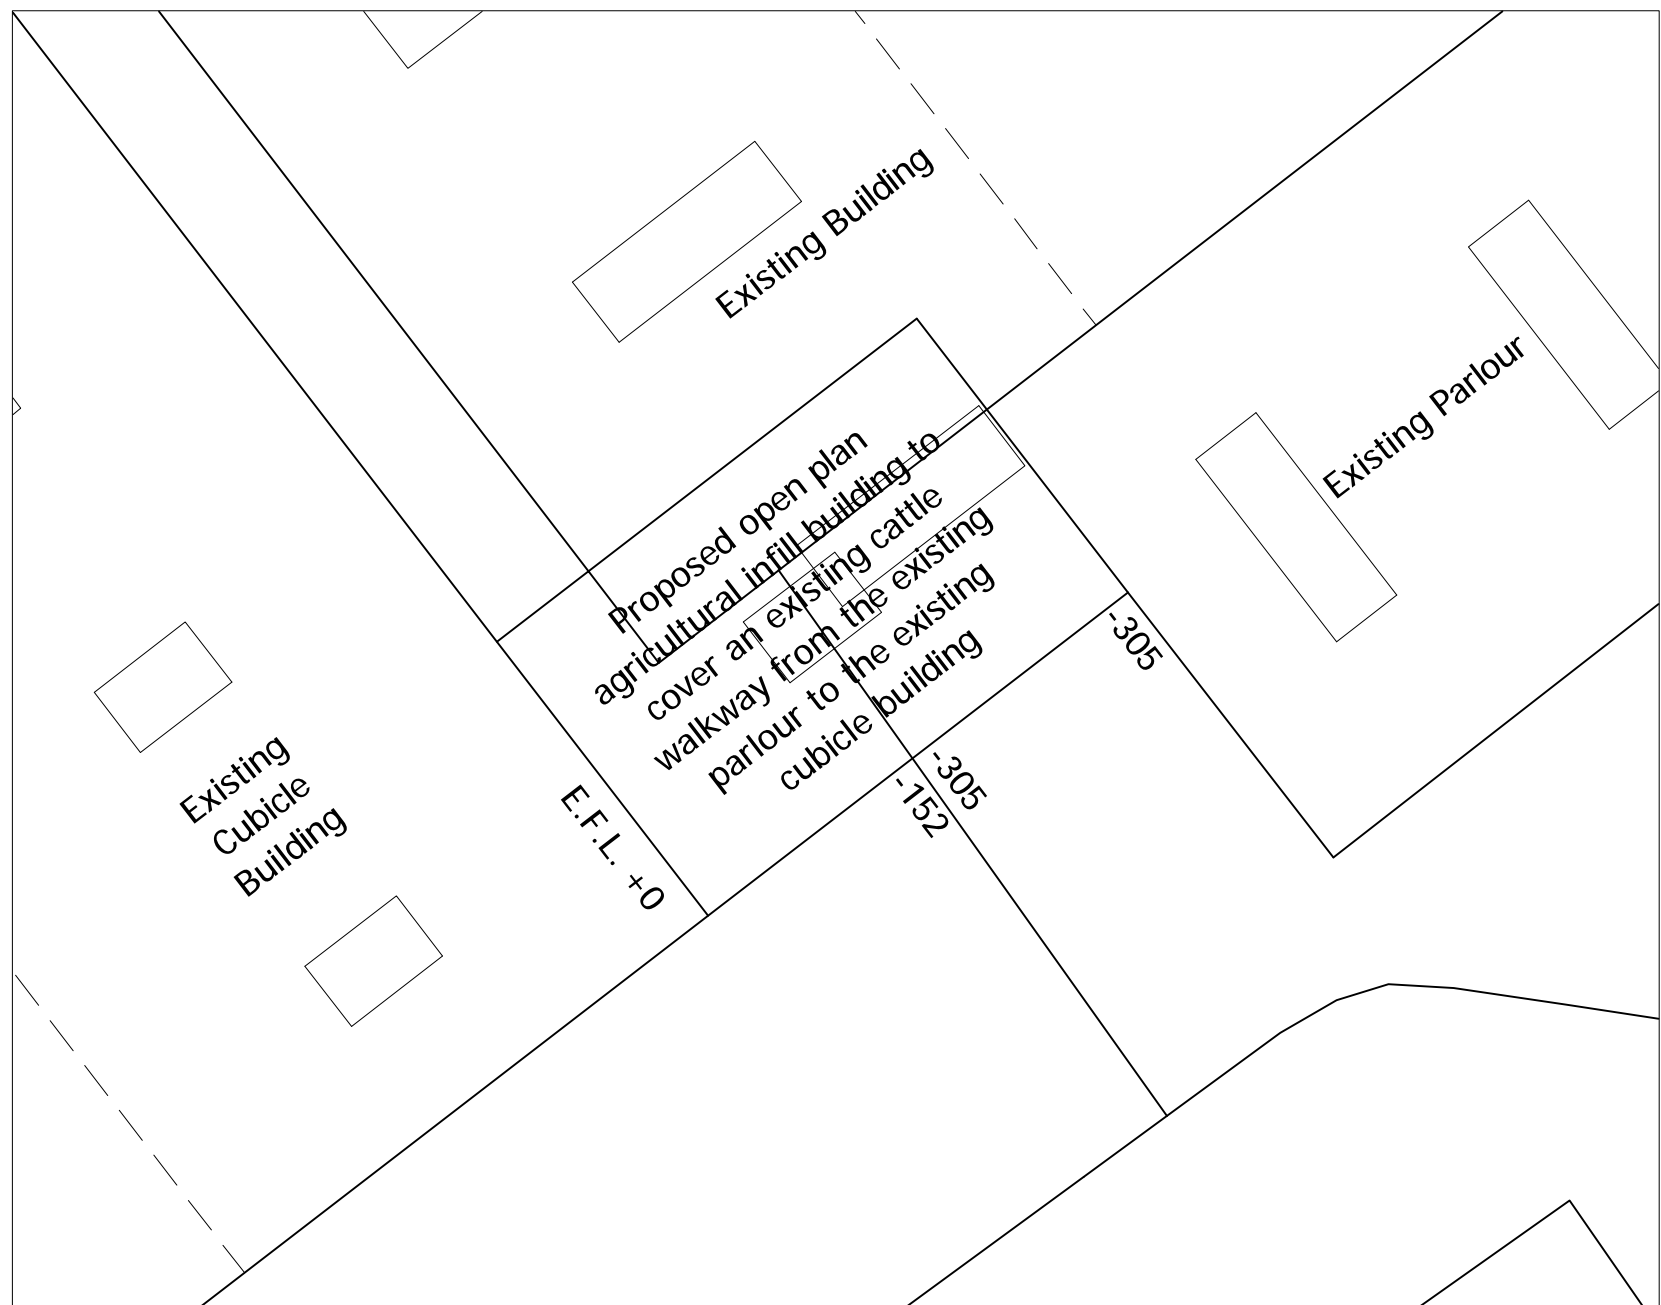 Existing Building
Existing Parlour
Proposed open plan
agricultural infill building to
cover an existing cattle
walkway from the existing
parlour to the existing
cubicle building
-305
-305
-152
E.F.L. +0
Existing
Cubicle
Building